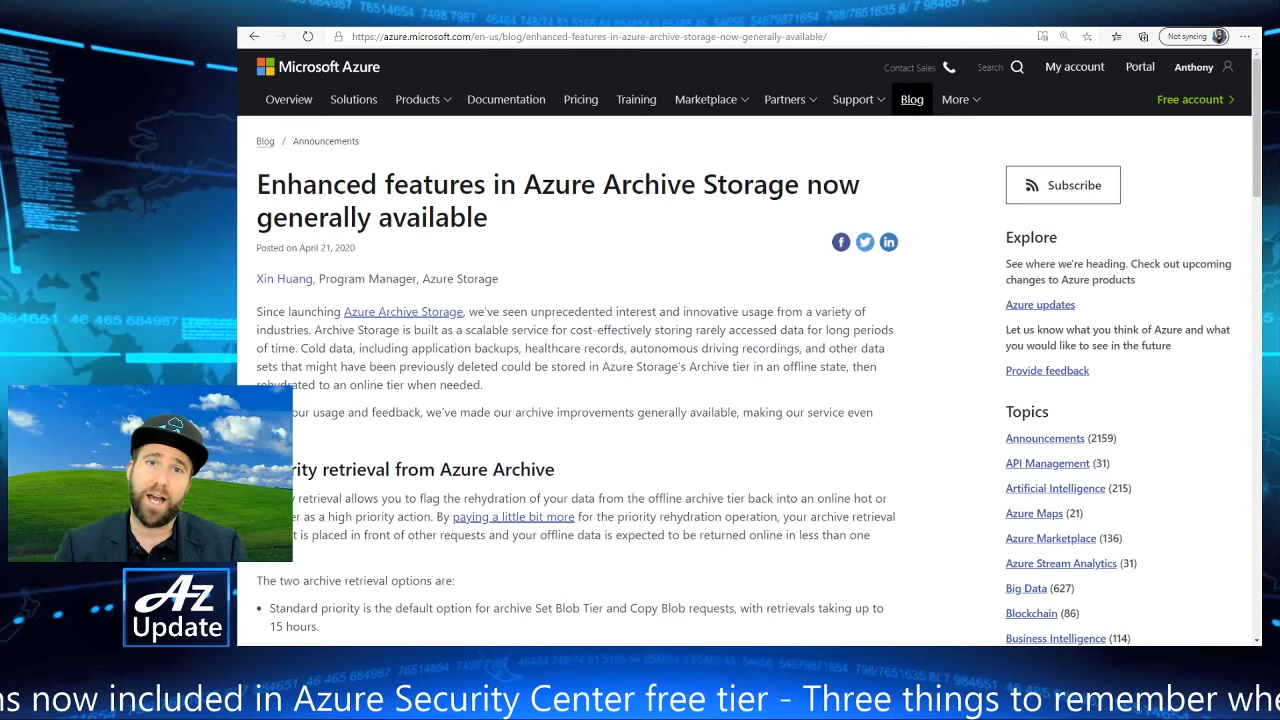 https://azure.microsoft.com/en-us/blog/enhanced-features-in-azure-archive-storage-now-generally-available/
Not syncing
Microsoft Azure
Contact Sales
Search
My account
Portal
Anthony
Overview
Solutions
Products
Documentation
Pricing
Training
Marketplace
Partners
Support
Blog
More
Free account
Blog / Announcements
Enhanced features in Azure Archive Storage now
generally available
Posted on April 21, 2020
Xin Huang, Program Manager, Azure Storage
Since launching Azure Archive Storage, we've seen unprecedented interest and innovative usage from a variety of
industries. Archive Storage is built as a scalable service for cost-effectively storing rarely accessed data for long periods
of time. Cold data, including application backups, healthcare records, autonomous driving recordings, and other data
sets that might have been previously deleted could be stored in Azure Storage's Archive tier in an offline state, then
rehydrated to an online tier when needed.
our usage and feedback, we've made our archive improvements generally available, making our service even
rity retrieval from Azure Archive
retrieval allows you to flag the rehydration of your data from the offline archive tier back into an online hot or
er as a high priority action. By paying a little bit more for the priority rehydration operation, your archive retrieval
t is placed in front of other requests and your offline data is expected to be returned online in less than one
The two archive retrieval options are:
• Standard priority is the default option for archive Set Blob Tier and Copy Blob requests, with retrievals taking up to
15 hours.
Subscribe
Explore
See where we're heading. Check out upcoming
changes to Azure products
Azure updates
Let us know what you think of Azure and what
you would like to see in the future
Provide feedback
Topics
Announcements (2159)
API Management (31)
Artificial Intelligence (215)
Azure Maps (21)
Azure Marketplace (136)
Azure Stream Analytics (31)
Big Data (627)
Blockchain (86)
Business Intelligence (114)
Az
Update
ns now included in Azure Security Center free tier - Three things to remember whe